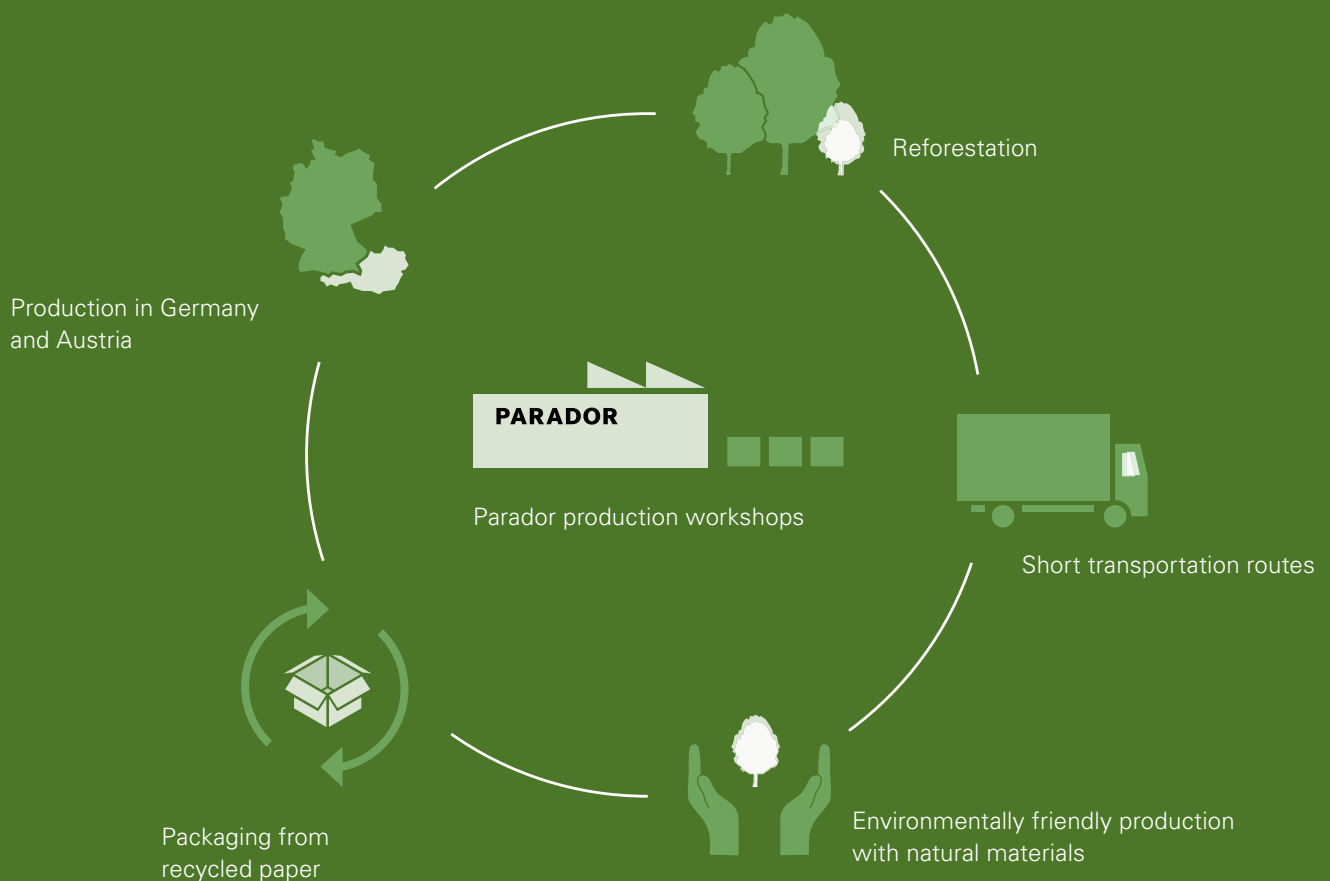 Reforestation
Production in Germany
and Austria
PARADOR
Parador production workshops
Short transportation routes
Environmentally friendly production
with natural materials
Packaging from
recycled paper